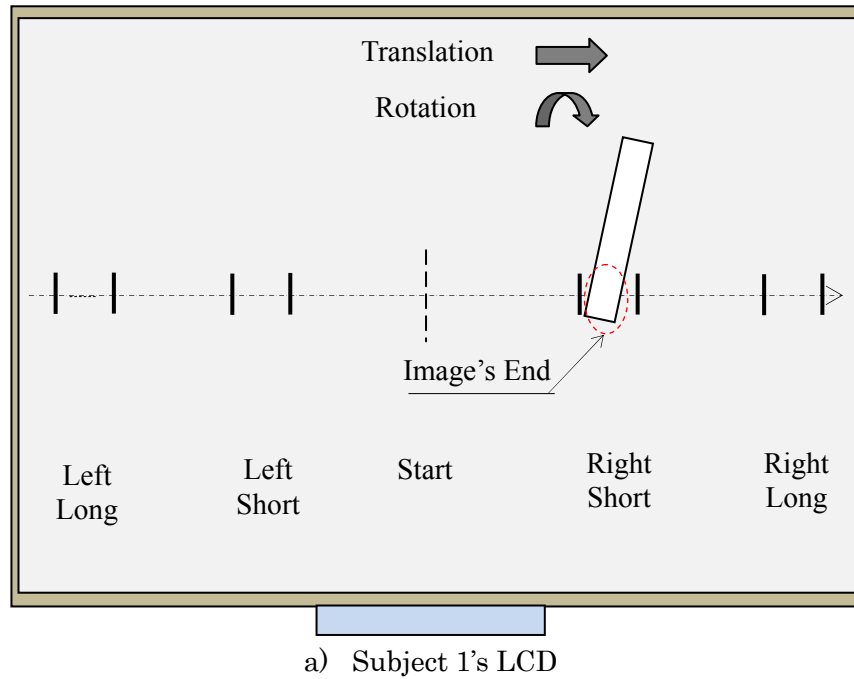 Translation
Rotation
Image's End
Left
Long
Left
Short
Start
Right
Short
Right
Long
a) Subject 1's LCD